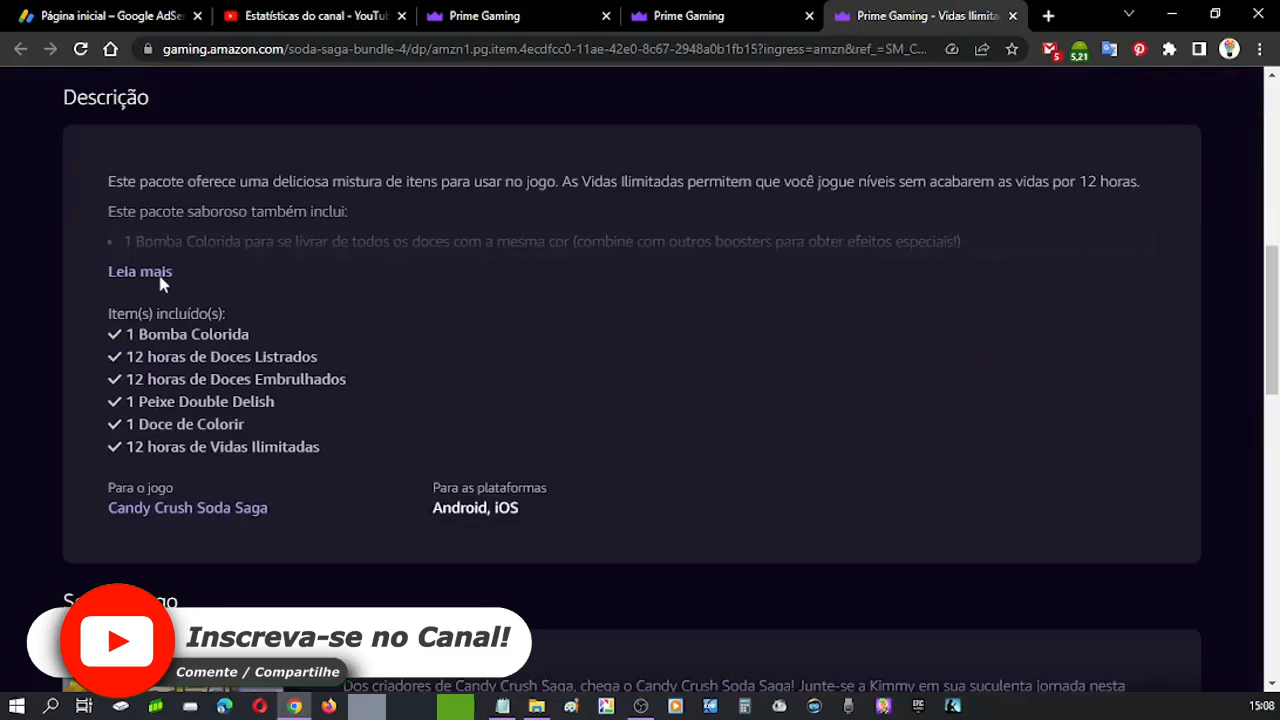 Página inicial – Google AdSen
Estatísticas do canal - YouTu
Prime Gaming
Prime Gaming
Prime Gaming - Vidas Ilimita
gaming.amazon.com/soda-saga-bundle-4/dp/amzn1.pg.item.4ecdfcc0-11ae-42e0-8c67-2948a0b1fb15?ingress=amzn&ref_=SM_C...
5
5,21
Descrição
Este pacote oferece uma deliciosa mistura de itens para usar no jogo. As Vidas Ilimitadas permitem que você jogue níveis sem acabarem as vidas por 12 horas.
Este pacote saboroso também inclui:
• 1 Bomba Colorida para se livrar de todos os doces com a mesma cor (combine com outros boosters para obter efeitos especiais!)
Leia mais
Item(s) incluído(s):
✓ 1 Bomba Colorida
✓ 12 horas de Doces Listrados
✓ 12 horas de Doces Embrulhados
✓ 1 Peixe Double Delish
✓ 1 Doce de Colorir
✓ 12 horas de Vidas Ilimitadas
Para o jogo
Para as plataformas
Candy Crush Soda Saga
Android, iOS
Inscreva-se no Canal!
Comente / Compartilhe
Dos criadores de Candy Crush Saga, chega o Candy Crush Soda Saga! Junte-se a Kimmy em sua suculenta jornada nesta
15:08